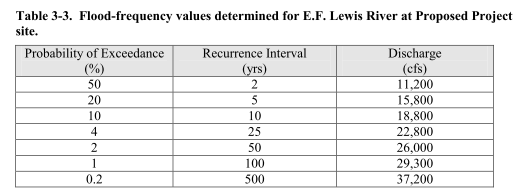 Table 3-3. Flood-frequency values determined for E.F. Lewis River at Proposed Project
site.
Probability of Exceedance Recurrence Interval Discharge
(%) (yrs) (cfs)
50 2 11,200
20 5 15,800
10 10 18,800
4 25 22,800
2 50 26,000
1 100 29,300
0.2 500 37,200